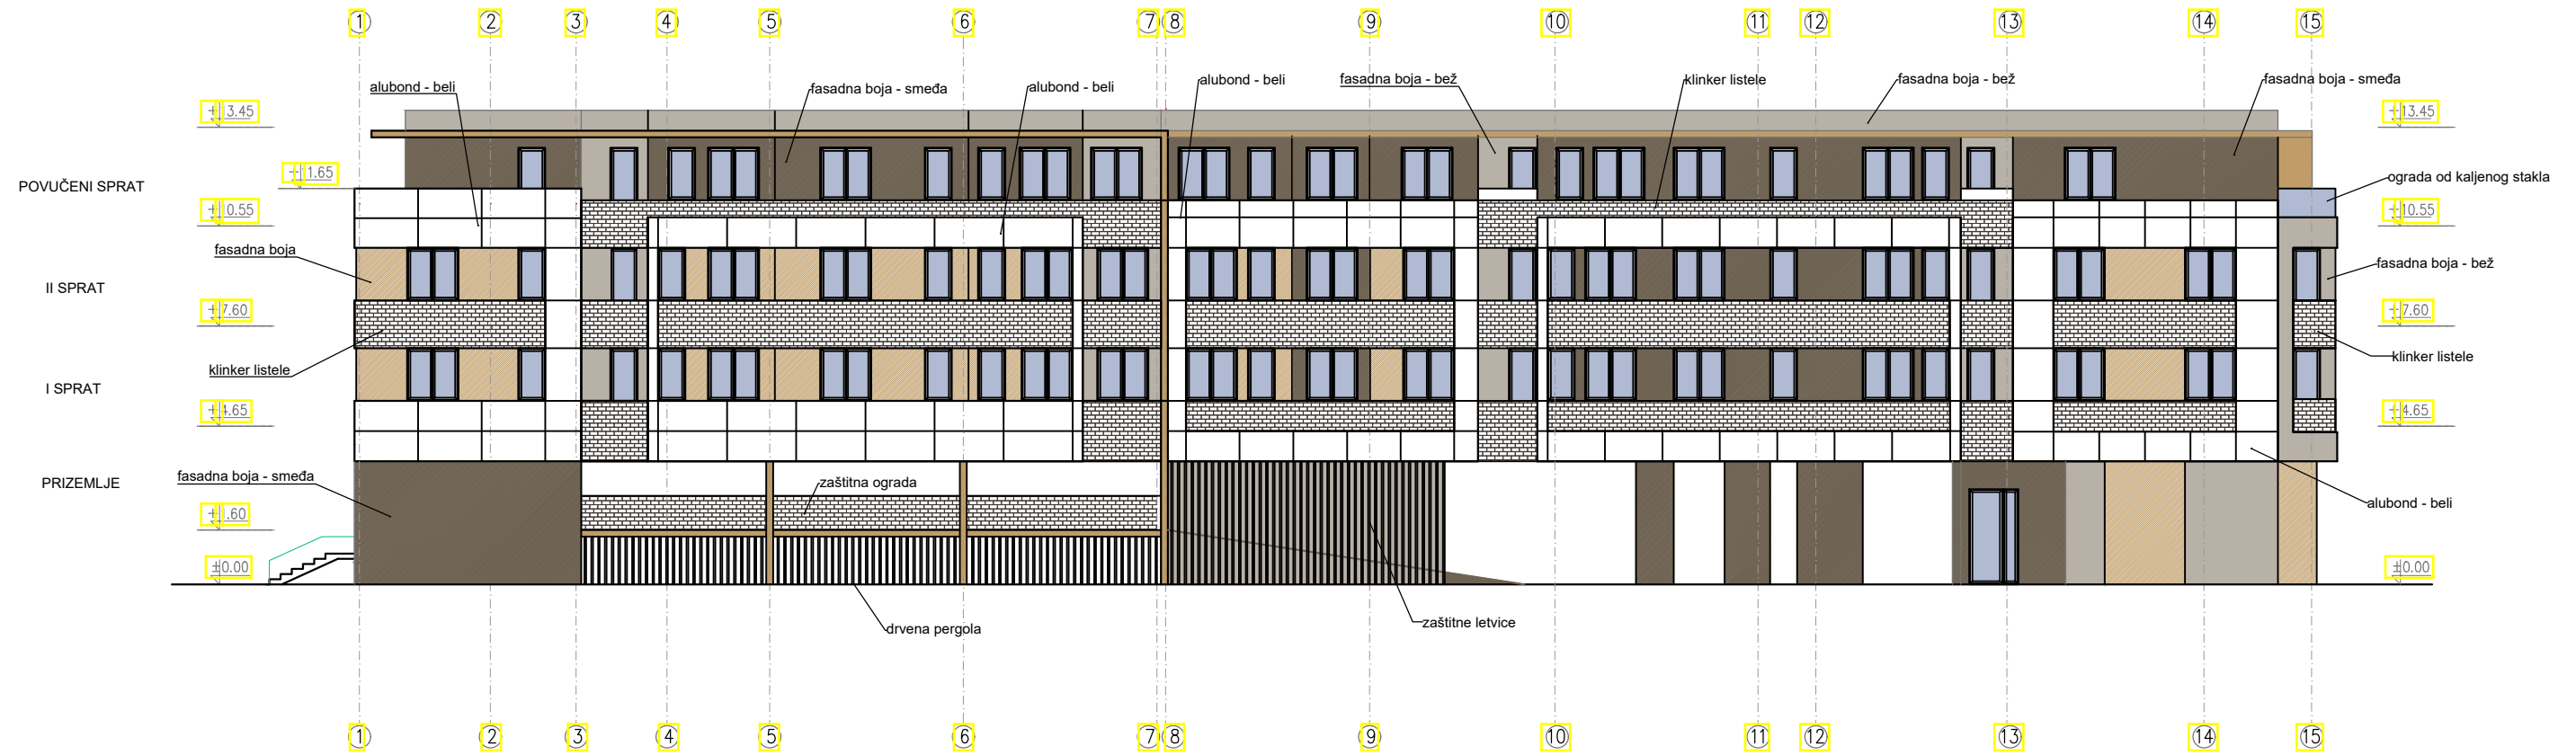 1 2 3 4 5 6 7 8 9 10 11 12 13 14 15
alubond - beli
fasadna boja - smeđa
alubond - beli
alubond - beli
fasadna boja - bež
klinker listele
fasadna boja - bež
fasadna boja - smeđa
+13.45
+13.45
+11.65
POVUČENI SPRAT
ograda od kaljenog stakla
+10.55
+10.55
fasadna boja
fasadna boja - bež
II SPRAT
+7.60
+7.60
klinker listele
klinker listele
I SPRAT
+4.65
+4.65
PRIZEMLJE
fasadna boja - smeđa
zaštitna ograda
alubond - beli
+1.60
±0.00
±0.00
drvena pergola
zaštitne letvice
1 2 3 4 5 6 7 8 9 10 11 12 13 14 15